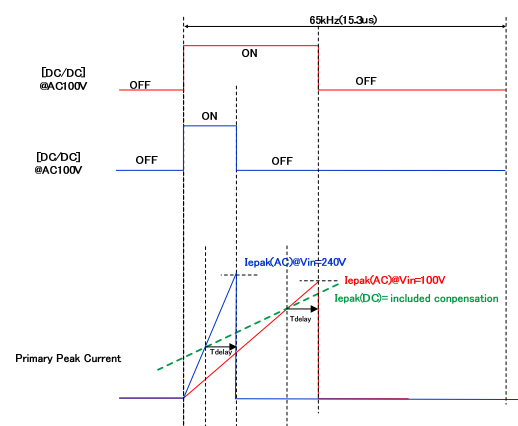 65kHz(15.3us)
ON
[DC/DC]
@AC100V
OFF
OFF
ON
[DC/DC]
@AC100V
OFF
OFF
Iepak(AC)@Vin=240V
Iepak(AC)@Vin=100V
Iepak(DC)= included conpensation
Tdelay
Tdelay
Primary Peak Current